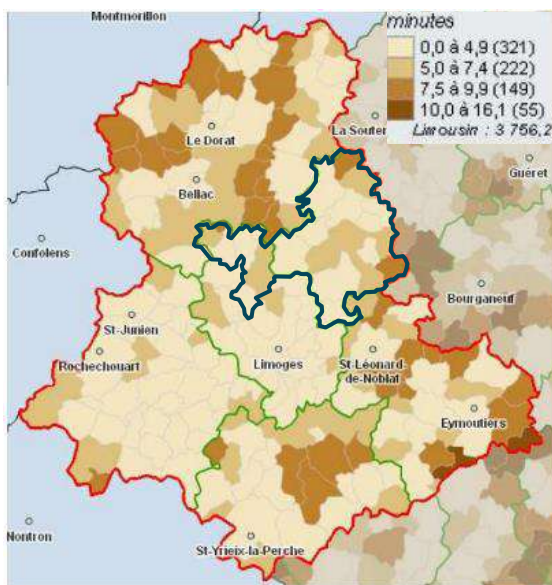 Montmorillon
minutes
0,0 à 4,9 (321)
5,0 à 7,4 (222)
7,5 à 9,9 (149)
10,0 à 16,1 (55)
Limousin : 3 756,2
Le Dorat
La Souter
Guéret
Bellac
Confolens
Bourganeuf
St-Junien
Rochechouart
Limoges
St-Léonard-
de-Noblat
Eymoutiers
Nontron
St-Yrieix-la-Perche